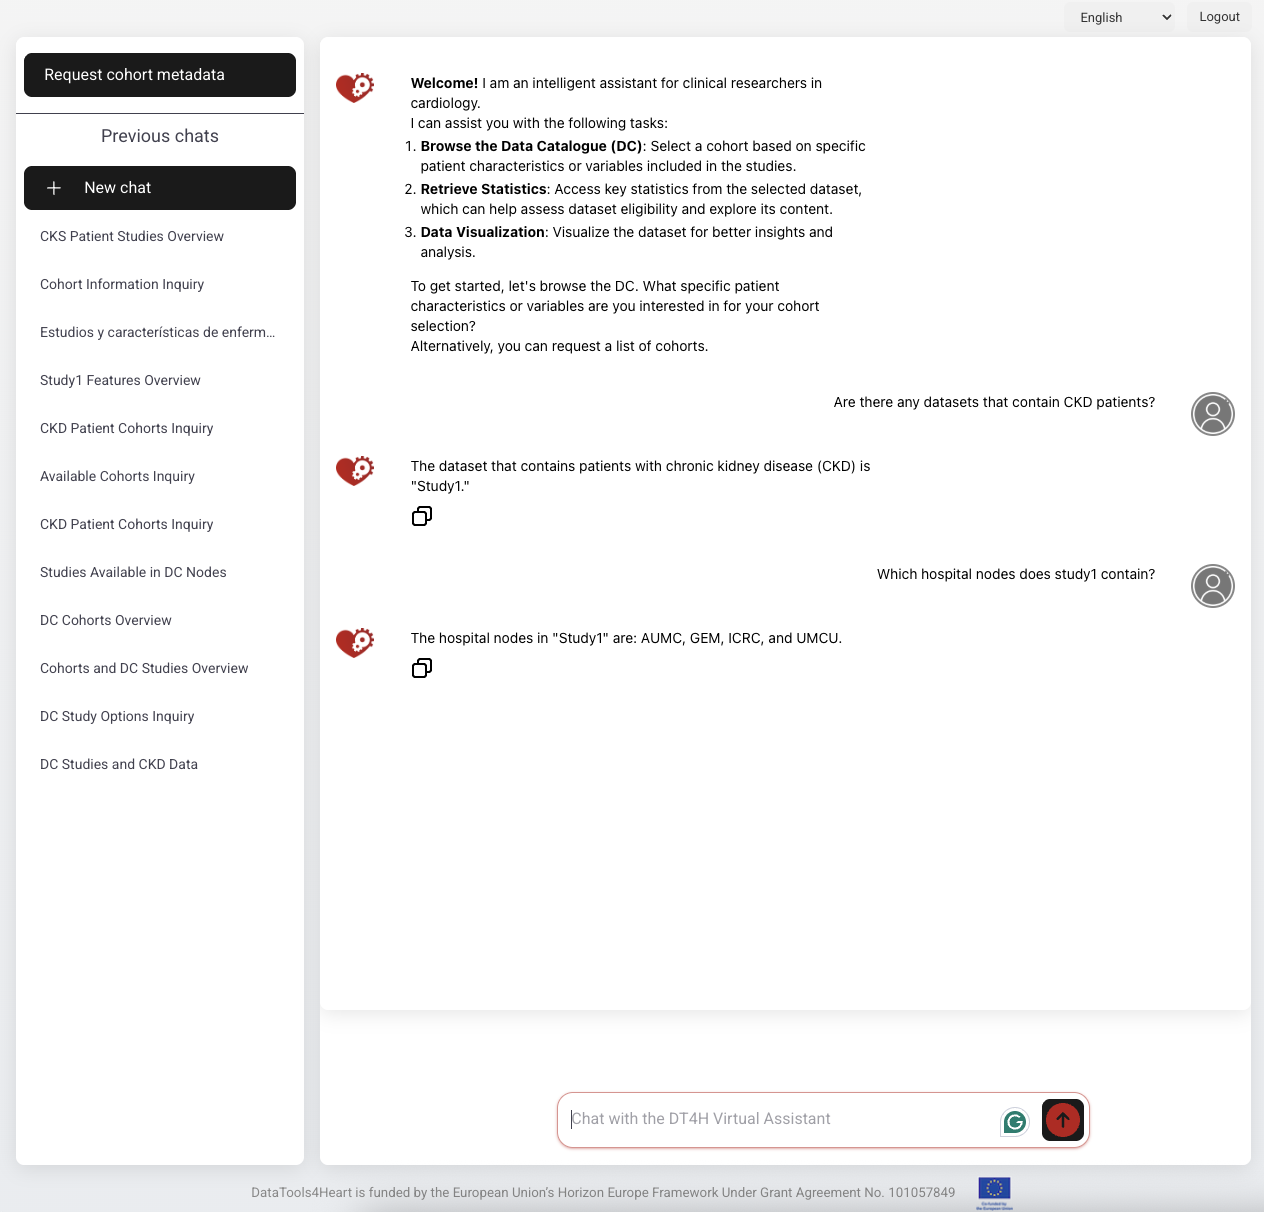 English
Logout
Request cohort metadata
Previous chats
New chat
CKS Patient Studies Overview
Cohort Information Inquiry
Estudios y características de enferm...
Study1 Features Overview
CKD Patient Cohorts Inquiry
Available Cohorts Inquiry
CKD Patient Cohorts Inquiry
Studies Available in DC Nodes
DC Cohorts Overview
Cohorts and DC Studies Overview
DC Study Options Inquiry
DC Studies and CKD Data
Welcome! I am an intelligent assistant for clinical researchers in
cardiology.
I can assist you with the following tasks:
1. Browse the Data Catalogue (DC): Select a cohort based on specific
patient characteristics or variables included in the studies.
2. Retrieve Statistics: Access key statistics from the selected dataset,
which can help assess dataset eligibility and explore its content.
3. Data Visualization: Visualize the dataset for better insights and
analysis.
To get started, let's browse the DC. What specific patient
characteristics or variables are you interested in for your cohort
selection?
Alternatively, you can request a list of cohorts.
Are there any datasets that contain CKD patients?
The dataset that contains patients with chronic kidney disease (CKD) is
"Study1."
Which hospital nodes does study1 contain?
The hospital nodes in "Study1" are: AUMC, GEM, ICRC, and UMCU.
Chat with the DT4H Virtual Assistant
DataTools4Heart is funded by the European Union's Horizon Europe Framework Under Grant Agreement No. 101057849
Co-funded by
the European Union